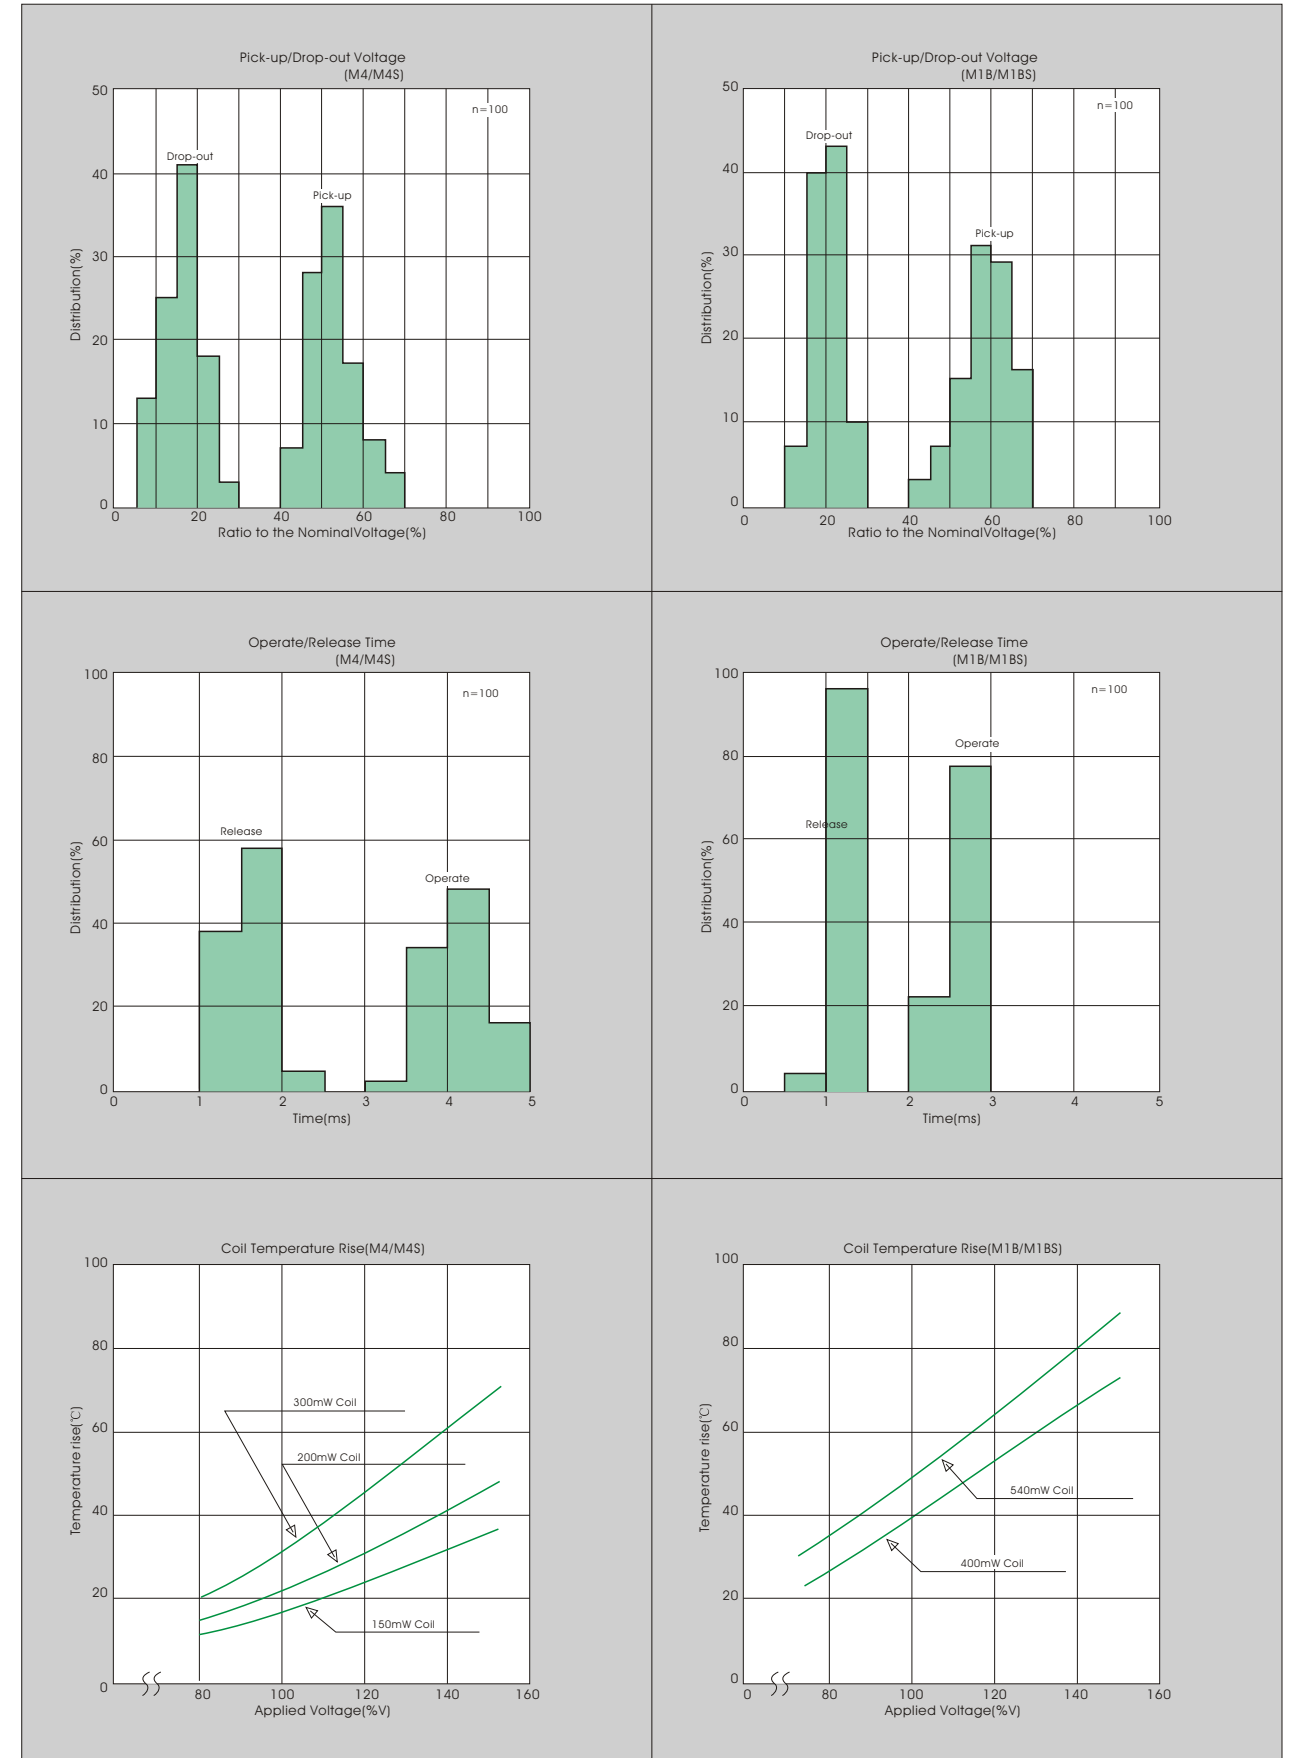 Pick-up/Drop-out Voltage
(M4/M4S)
50
40
30
20
10
0
Distribution(%)
n=100
Drop-out
Pick-up
0 20 40 60 80 100
Ratio to the NominalVoltage(%)
Pick-up/Drop-out Voltage
(M1B/M1BS)
50
40
30
20
10
0
Distribution(%)
n=100
Drop-out
Pick-up
0 20 40 60 80 100
Ratio to the NominalVoltage(%)
Operate/Release Time
(M4/M4S)
100
80
60
40
20
0
Distribution(%)
n=100
Release
Operate
0 1 2 3 4 5
Time(ms)
Operate/Release Time
(M1B/M1BS)
100
80
60
40
20
0
Distribution(%)
n=100
Operate
Release
0 1 2 3 4 5
Time(ms)
Coil Temperature Rise(M4/M4S)
100
80
60
40
20
0
Temperature rise(℃)
300mW Coil
200mW Coil
150mW Coil
80 100 120 140 160
Applied Voltage(%V)
Coil Temperature Rise(M1B/M1BS)
100
80
60
40
20
0
Temperature rise(℃)
540mW Coil
400mW Coil
0 80 100 120 140 160
Applied Voltage(%V)